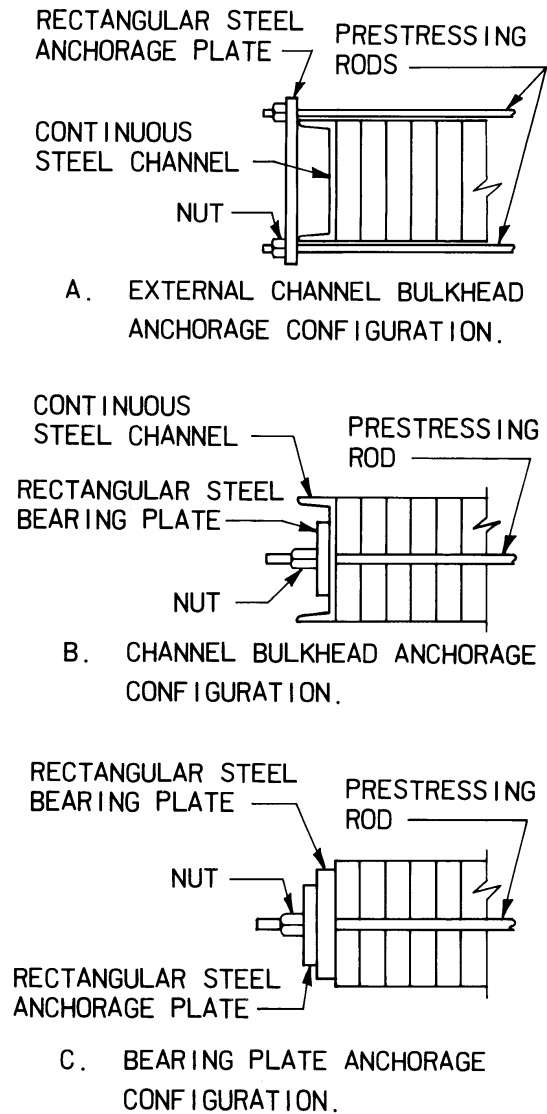 RECTANGULAR STEEL
ANCHORAGE PLATE
PRESTRESSING
RODS
CONTINUOUS
STEEL CHANNEL
NUT
A. EXTERNAL CHANNEL BULKHEAD
ANCHORAGE CONFIGURATION.
CONTINUOUS
STEEL CHANNEL
PRESTRESSING
ROD
RECTANGULAR STEEL
BEARING PLATE
NUT
B. CHANNEL BULKHEAD ANCHORAGE
CONFIGURATION.
RECTANGULAR STEEL
BEARING PLATE
PRESTRESSING
ROD
NUT
RECTANGULAR STEEL
ANCHORAGE PLATE
C. BEARING PLATE ANCHORAGE
CONFIGURATION.